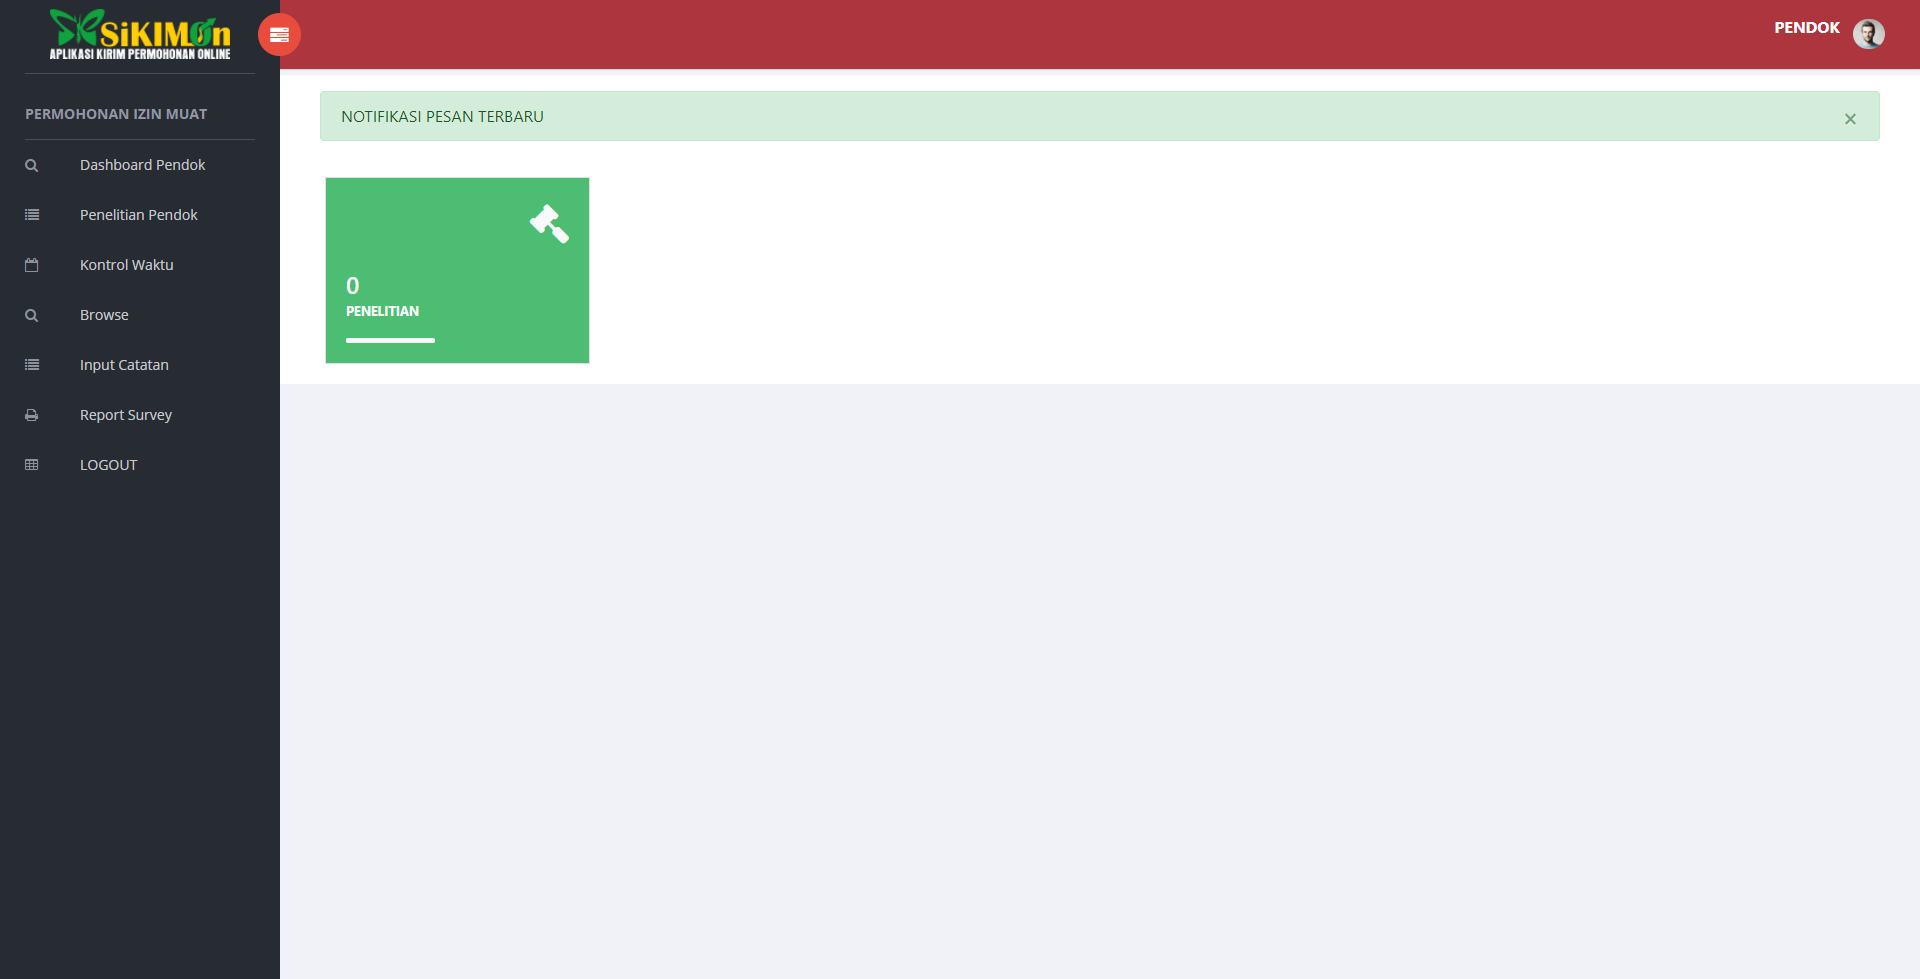 SiKIMOn
APLIKASI KIRIM PERMOHONAN ONLINE
PENDOK
PERMOHONAN IZIN MUAT
Dashboard Pendok
Penelitian Pendok
Kontrol Waktu
Browse
Input Catatan
Report Survey
LOGOUT
NOTIFIKASI PESAN TERBARU
×
0
PENELITIAN